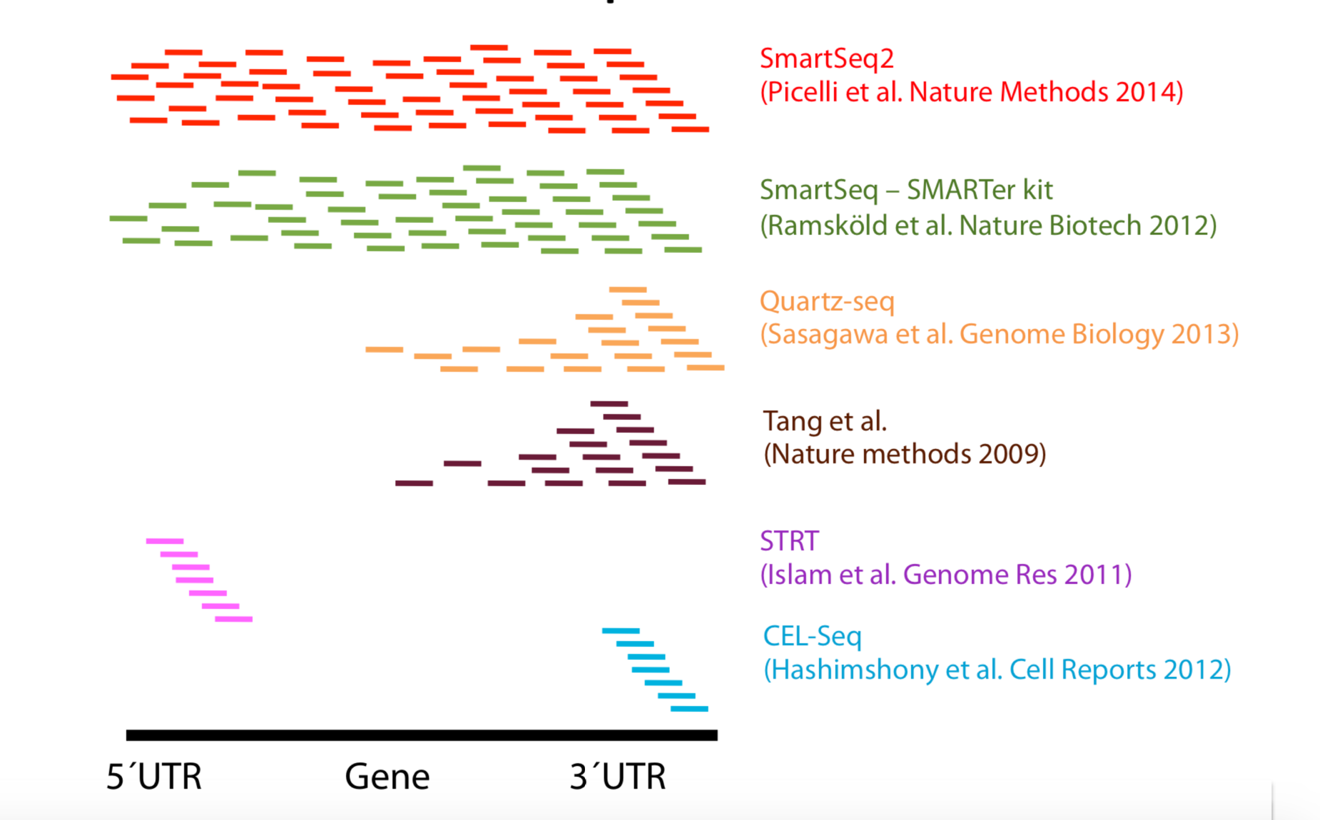 SmartSeq2
(Picelli et al. Nature Methods 2014)
SmartSeq – SMARTer kit
(Ramsköld et al. Nature Biotech 2012)
Quartz-seq
(Sasagawa et al. Genome Biology 2013)
Tang et al.
(Nature methods 2009)
STRT
(Islam et al. Genome Res 2011)
CEL-Seq
(Hashimshony et al. Cell Reports 2012)
5´UTR Gene 3´UTR